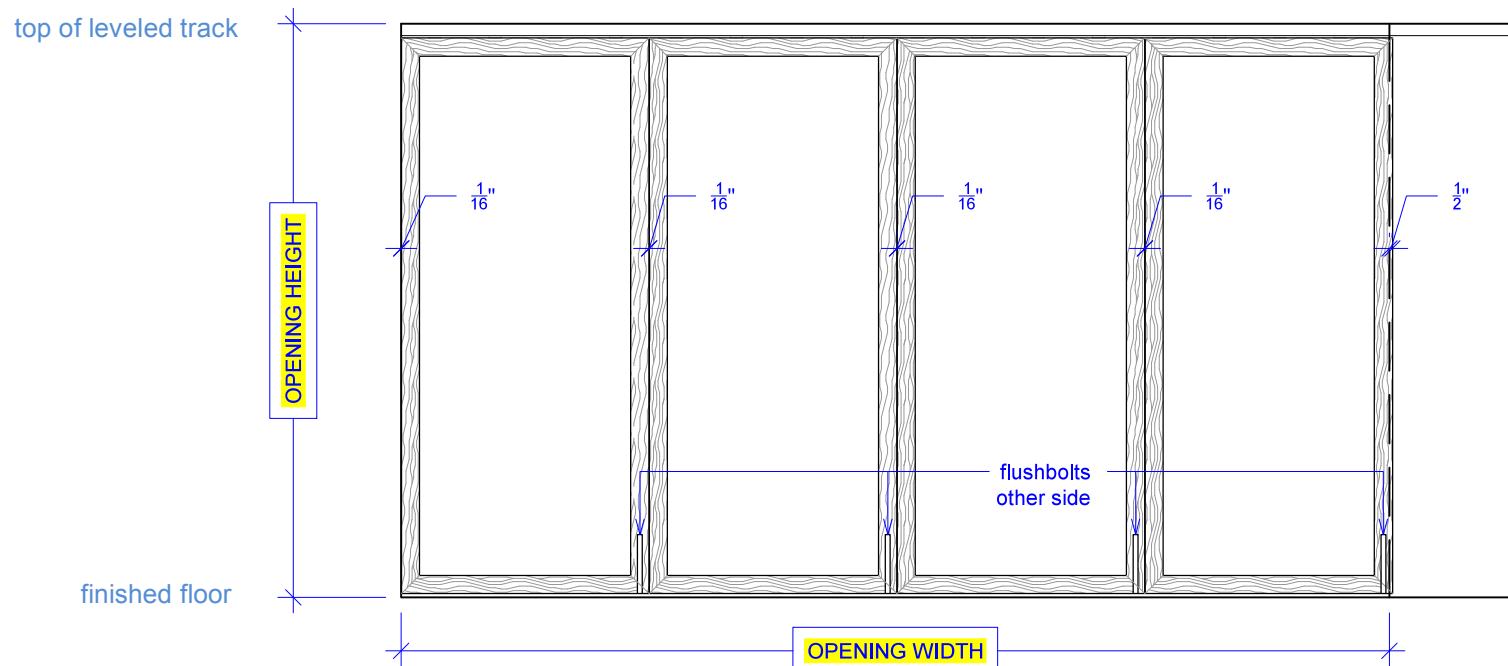 top of leveled track
1/16"
1/16"
1/16"
1/16"
1/2"
OPENING HEIGHT
flushbolts
other side
finished floor
OPENING WIDTH